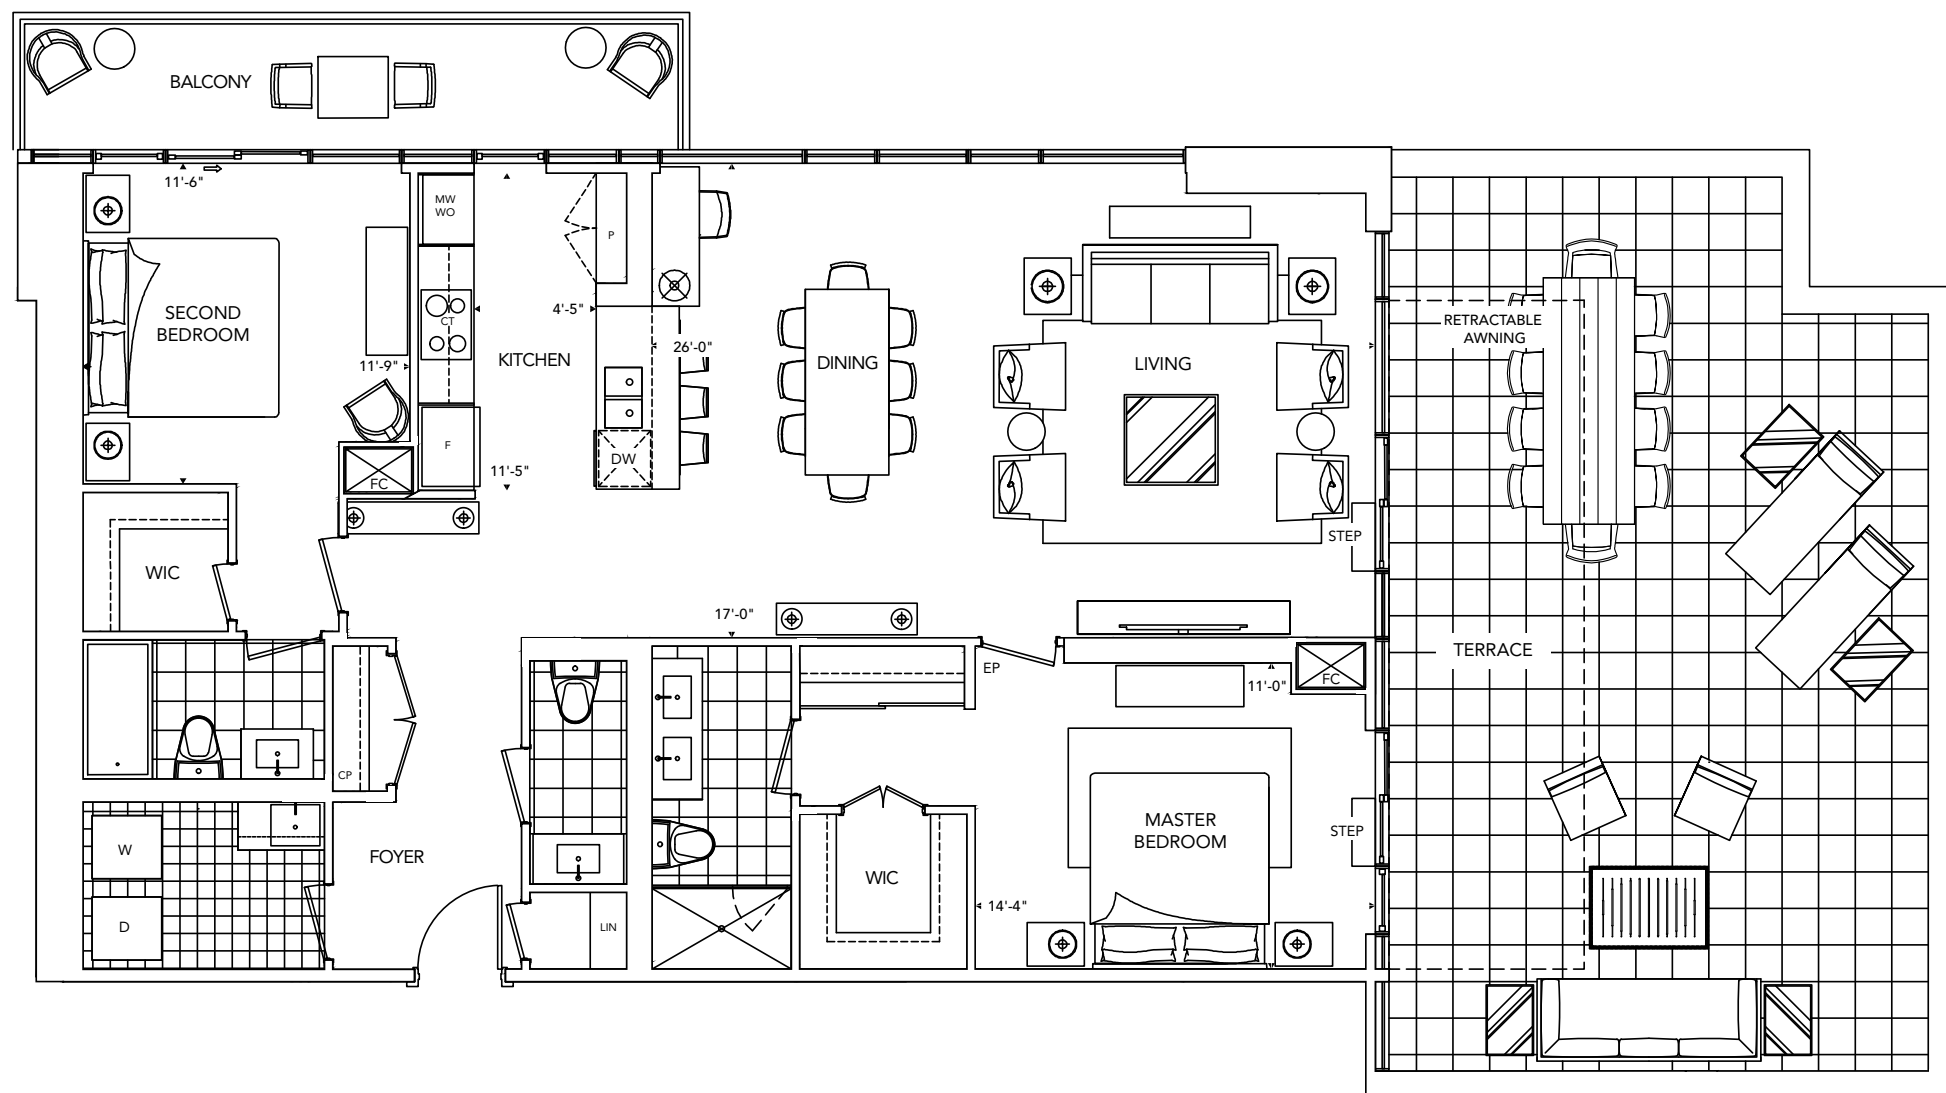 BALCONY
11'-6"
MW
WO
P
SECOND
BEDROOM
CT
4'-5"
RETRACTABLE
AWNING
26'-0"
KITCHEN
DINING
LIVING
11'-9"
F
DW
11'-5"
FC
STEP
WIC
17'-0"
TERRACE
EP
FC
11'-0"
CP
MASTER
BEDROOM
STEP
W
FOYER
WIC
14'-4"
D
LIN